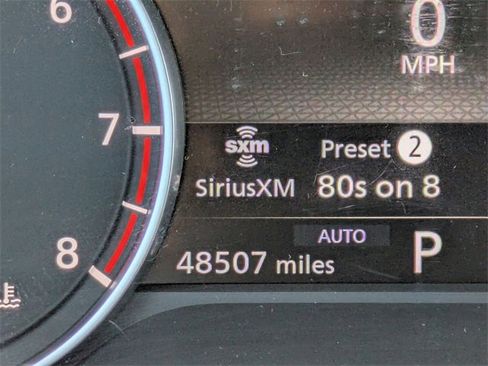 6
0
MPH
7
sxm
Preset 2
SiriusXM 80s on 8
AUTO
8
48507 miles
P